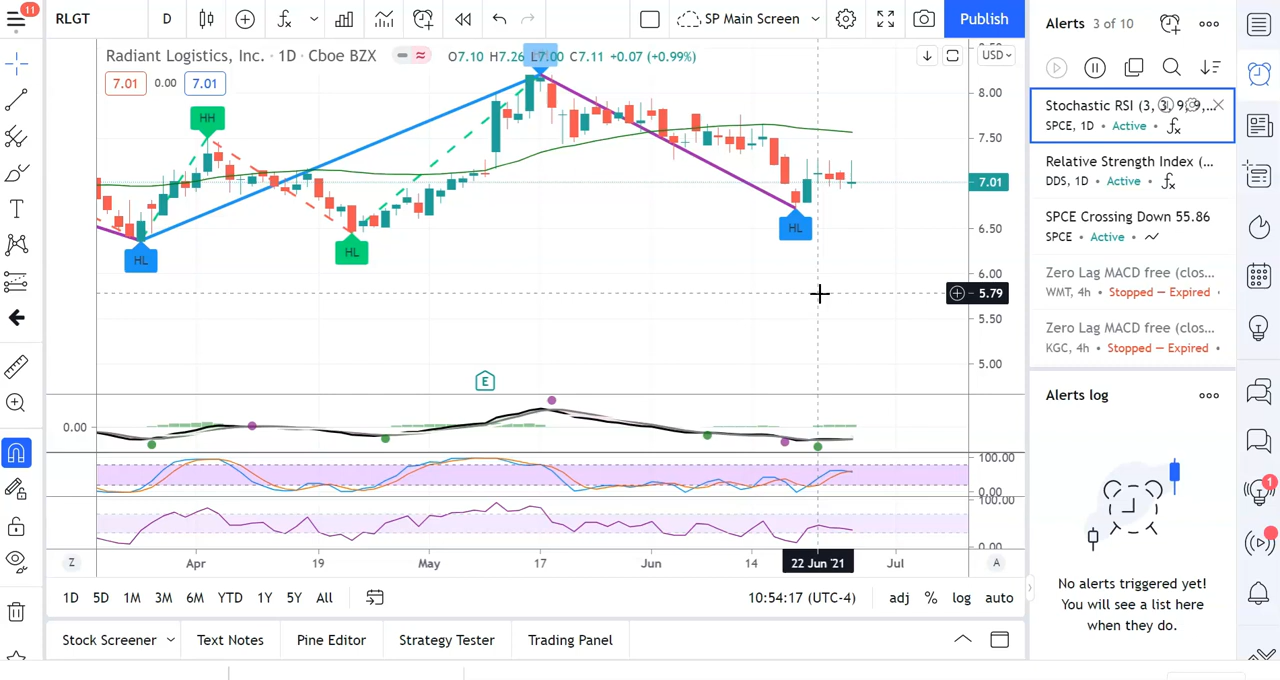 11
RLGT
D
SP Main Screen
Publish
Alerts 3 of 10
Radiant Logistics, Inc. · 1D · Cboe BZX
O7.10 H7.26 L7.00 C7.11 +0.07 (+0.99%)
USD
7.01 0.00 7.01
8.00
7.50
7.01
6.50
6.00
5.79
5.50
5.00
HH
HL
HL
HL
E
0.00
100.00
0.00
100.00
0.00
Z
Apr
19
May
17
Jun
14
22 Jun '21
Jul
A
1D 5D 1M 3M 6M YTD 1Y 5Y All
10:54:17 (UTC-4)
adj % log auto
Stock Screener
Text Notes
Pine Editor
Strategy Tester
Trading Panel
Stochastic RSI (3, 3, 9, 9,...
SPCE, 1D • Active •
Relative Strength Index (...
DDS, 1D • Active •
SPCE Crossing Down 55.86
SPCE • Active •
Zero Lag MACD free (clos...
WMT, 4h • Stopped — Expired •
Zero Lag MACD free (clos...
KGC, 4h • Stopped — Expired •
Alerts log
No alerts triggered yet!
You will see a list here
when they do.
1